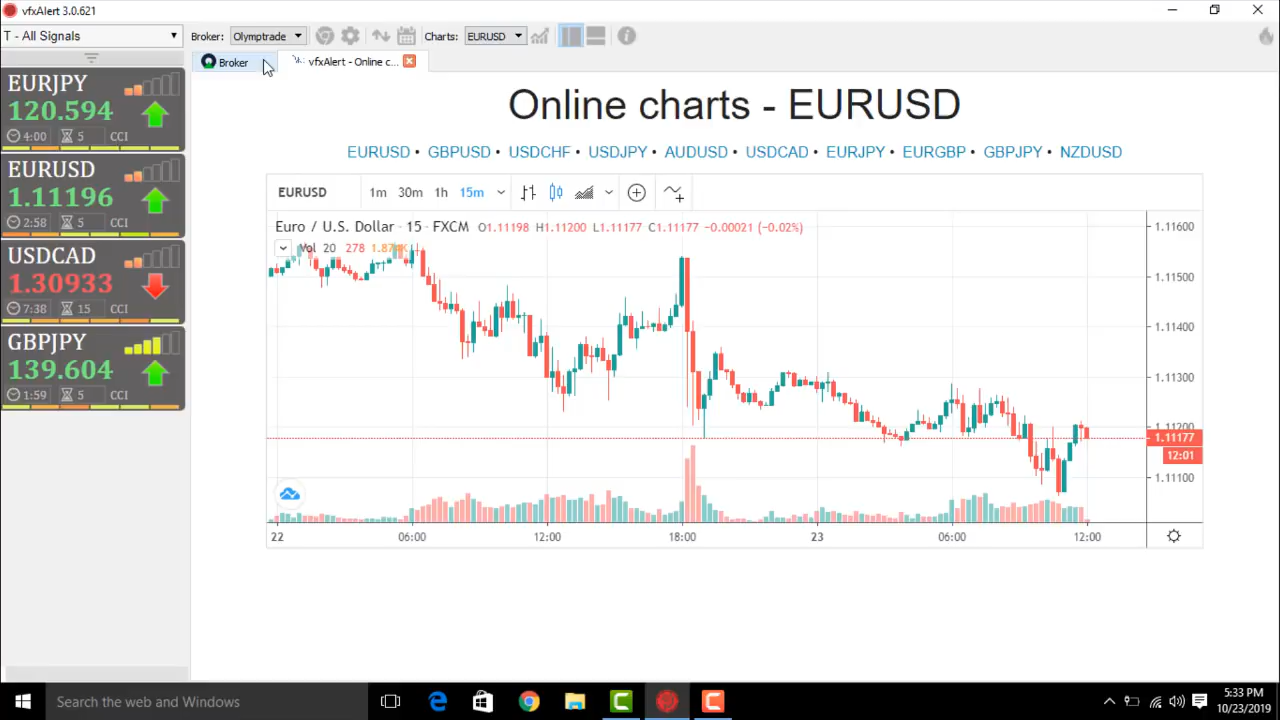 vfxAlert 3.0.621
T - All Signals
Broker: Olymptrade Charts: EURUSD
Broker vfxAlert - Online c...
EURJPY
120.594
4:00 5 CCI
EURUSD
1.11196
2:58 5 CCI
USDCAD
1.30933
7:38 15 CCI
GBPJPY
139.604
1:59 5 CCI
Online charts - EURUSD
EURUSD • GBPUSD • USDCHF • USDJPY • AUDUSD • USDCAD • EURJPY • EURGBP • GBPJPY • NZDUSD
EURUSD 1m 30m 1h 15m
Euro / U.S. Dollar · 15 · FXCM O1.11198 H1.11200 L1.11177 C1.11177 −0.00021 (−0.02%)
Vol 20 278
1.11600
1.11500
1.11400
1.11300
1.11200
1.11177
12:01
1.11100
22 06:00 12:00 18:00 23 06:00 12:00
Search the web and Windows
5:33 PM
10/23/2019